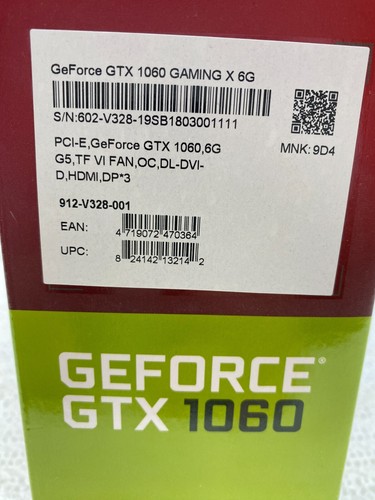 GeForce GTX 1060 GAMING X 6G
S/N:602-V328-19SB1803001111
PCI-E,GeForce GTX 1060,6G
G5,TF VI FAN,OC,DL-DVI-
D,HDMI,DP*3
MNK: 9D4
912-V328-001
EAN: 4 719072 470364
UPC: 8 24142 13214 2
GEFORCE®
GTX 1060